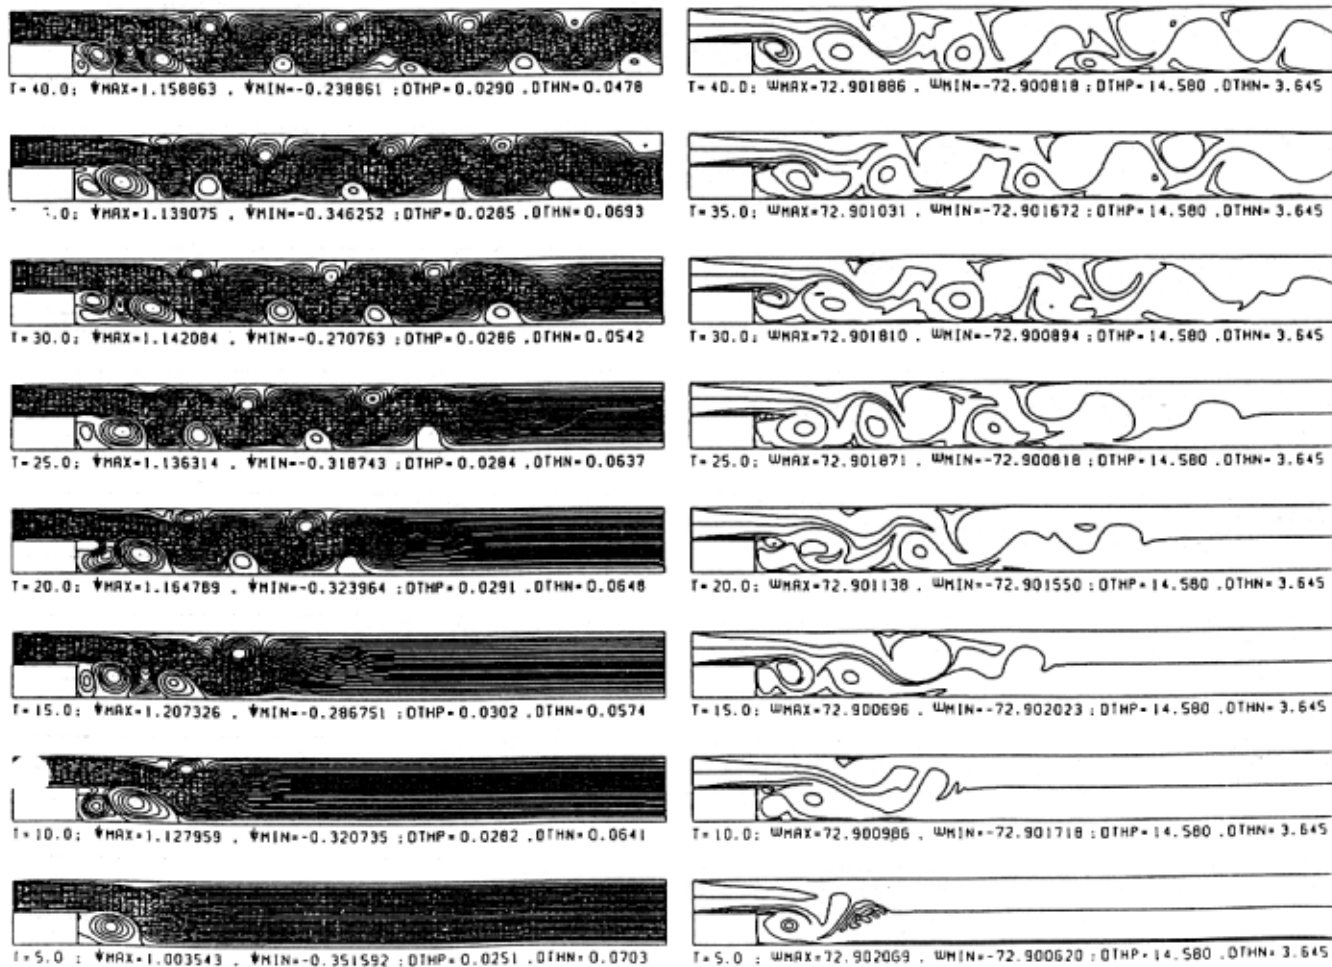 T=40.0; ΨMAX=1.158863 , ΨMIN=-0.238861 ;DTHP=0.0290 ,DTHN=0.0478
T=40.0; ωMAX=72.901886 , ωMIN=-72.900818 ;DTHP=14.580 ,DTHN=3.645
.0; ΨMAX=1.139075 , ΨMIN=-0.346252 ;DTHP=0.0285 ,DTHN=0.0693
T=35.0; ωMAX=72.901031 , ωMIN=-72.901672 ;DTHP=14.580 ,DTHN=3.645
T=30.0; ΨMAX=1.142084 , ΨMIN=-0.270763 ;DTHP=0.0286 ,DTHN=0.0542
T=30.0; ωMAX=72.901810 , ωMIN=-72.900894 ;DTHP=14.580 ,DTHN=3.645
T=25.0; ΨMAX=1.136314 , ΨMIN=-0.318743 ;DTHP=0.0284 ,DTHN=0.0637
T=25.0; ωMAX=72.901871 , ωMIN=-72.900818 ;DTHP=14.580 ,DTHN=3.645
T=20.0; ΨMAX=1.164789 , ΨMIN=-0.323964 ;DTHP=0.0291 ,DTHN=0.0648
T=20.0; ωMAX=72.901138 , ωMIN=-72.901550 ;DTHP=14.580 ,DTHN=3.645
T=15.0; ΨMAX=1.207326 , ΨMIN=-0.286751 ;DTHP=0.0302 ,DTHN=0.0574
T=15.0; ωMAX=72.900696 , ωMIN=-72.902023 ;DTHP=14.580 ,DTHN=3.645
T=10.0; ΨMAX=1.127959 , ΨMIN=-0.320735 ;DTHP=0.0282 ,DTHN=0.0641
T=10.0; ωMAX=72.900986 , ωMIN=-72.901718 ;DTHP=14.580 ,DTHN=3.645
T=5.0 ; ΨMAX=1.003543 , ΨMIN=-0.351592 ;DTHP=0.0251 ,DTHN=0.0703
T=5.0 ; ωMAX=72.902069 , ωMIN=-72.900620 ;DTHP=14.580 ,DTHN=3.645